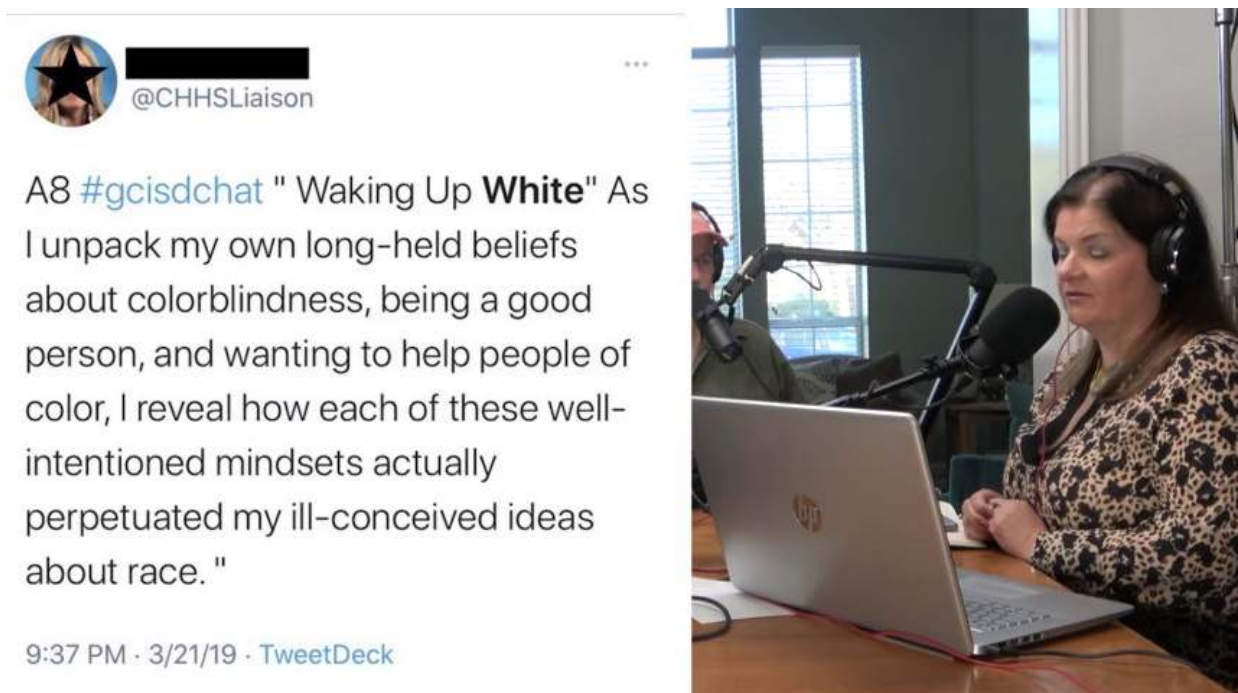 @CHHSLiaison
A8 #gcisdchat " Waking Up White" As
I unpack my own long-held beliefs
about colorblindness, being a good
person, and wanting to help people of
color, I reveal how each of these well-
intentioned mindsets actually
perpetuated my ill-conceived ideas
about race. "
9:37 PM · 3/21/19 · TweetDeck
hp